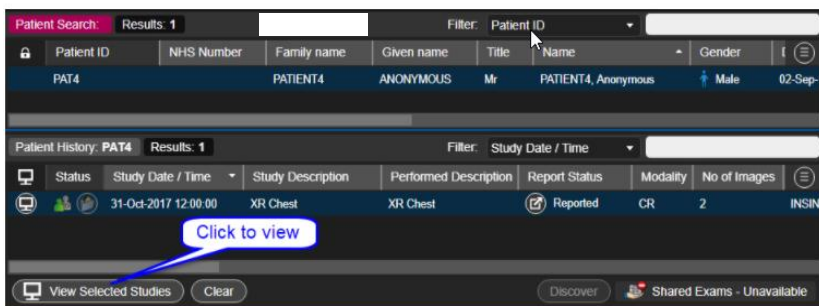 Patient Search: Results: 1 Filter: Patient ID
Patient ID NHS Number Family name Given name Title Name Gender
PAT4 PATIENT4 ANONYMOUS Mr PATIENT4, Anonymous Male 02-Sep-
Patient History: PAT4 Results: 1 Filter: Study Date / Time
Status Study Date / Time Study Description Performed Description Report Status Modality No of Images
31-Oct-2017 12:00:00 XR Chest XR Chest Reported CR 2 INSIN
Click to view
View Selected Studies Clear Discover Shared Exams - Unavailable